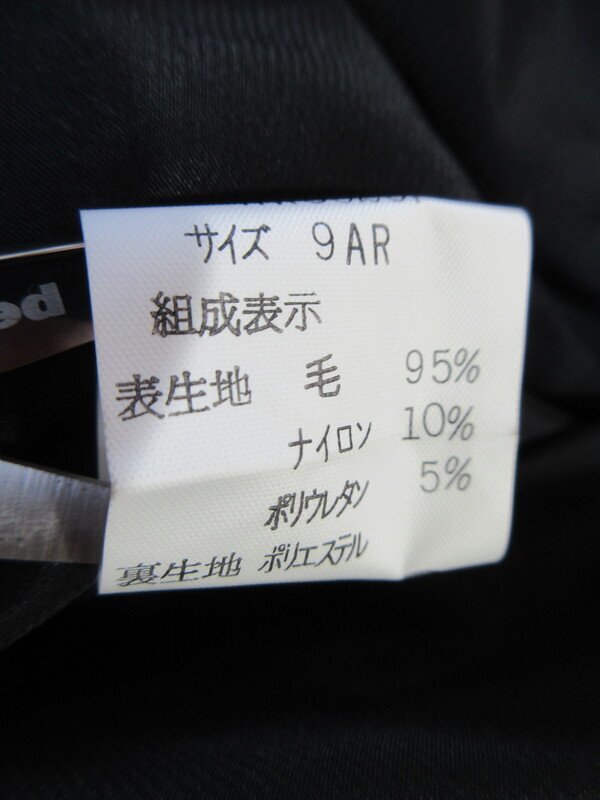 サイズ 9AR
組成表示
表生地 毛 95%
ナイロン 10%
ポリウレタン 5%
裏生地 ポリエステル
ed